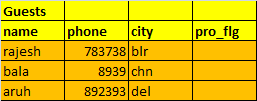 Guests
name phone city pro_flg
rajesh 783738 blr
bala 8939 chn
aruh 892393 del